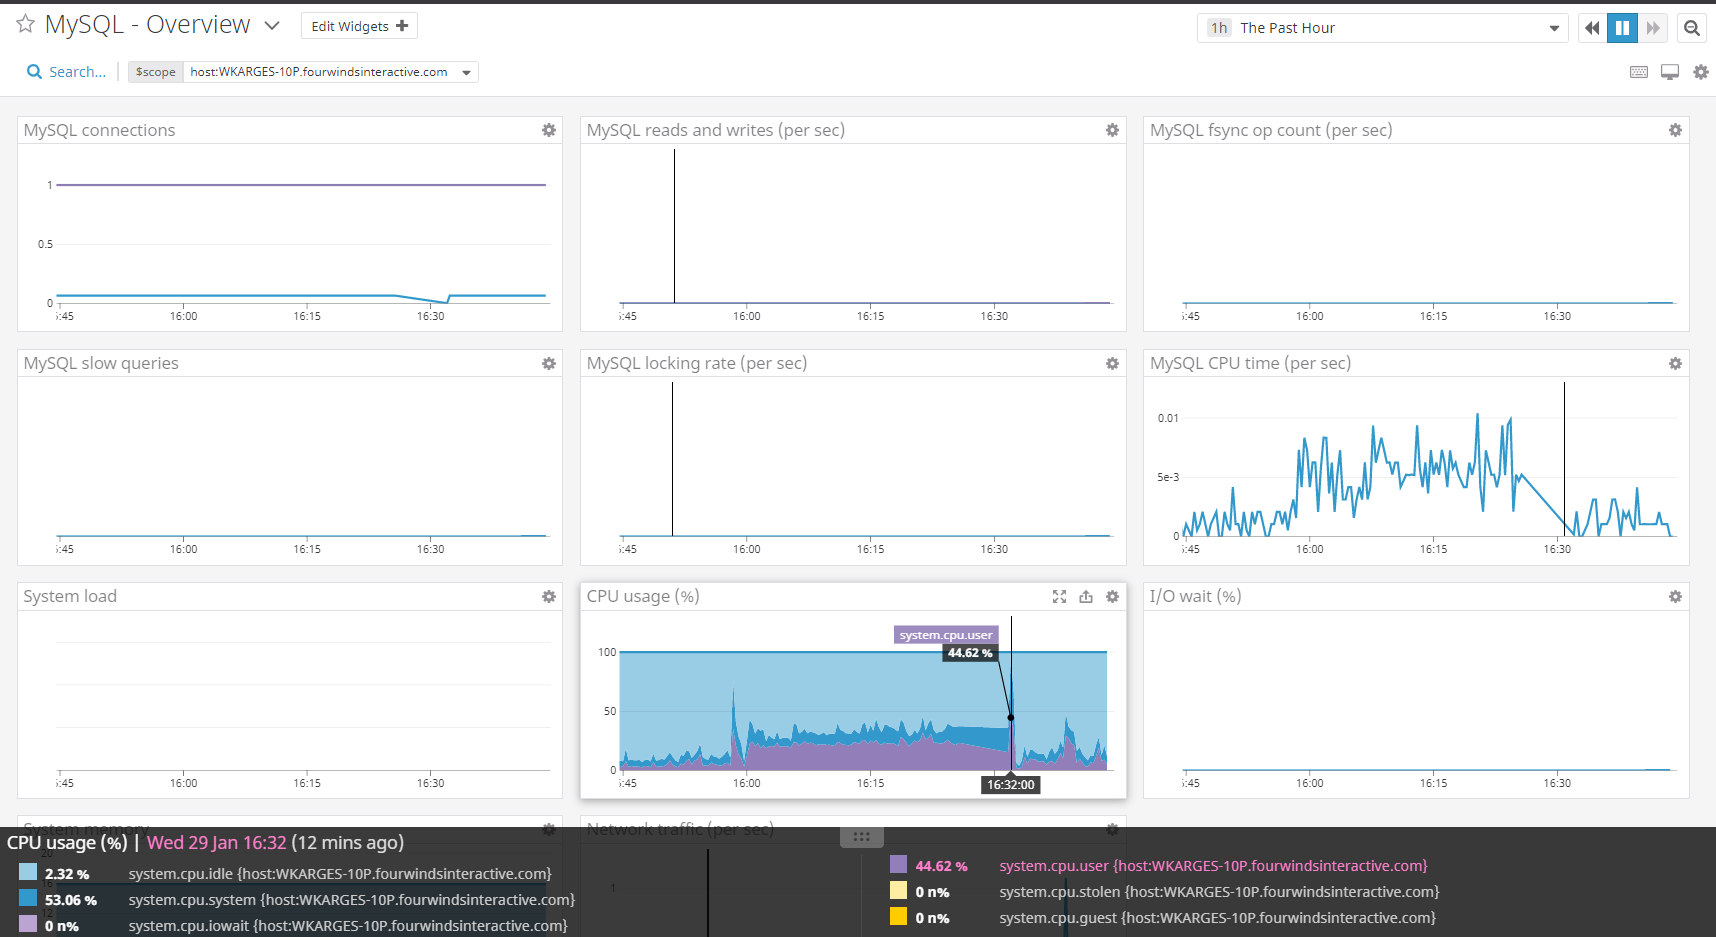 MySQL - Overview
Edit Widgets +
1h The Past Hour
Search...
$scope host:WKARGES-10P.fourwindsinteractive.com
MySQL connections
1
0.5
0
:45 16:00 16:15 16:30
MySQL reads and writes (per sec)
:45 16:00 16:15 16:30
MySQL fsync op count (per sec)
:45 16:00 16:15 16:30
MySQL slow queries
:45 16:00 16:15 16:30
MySQL locking rate (per sec)
:45 16:00 16:15 16:30
MySQL CPU time (per sec)
0.01
5e-3
0
:45 16:00 16:15 16:30
System load
:45 16:00 16:15 16:30
CPU usage (%)
system.cpu.user
44.62 %
100
50
0
:45 16:00 16:15 16:32:00
I/O wait (%)
:45 16:00 16:15 16:30
System memory
20
15
12
Network traffic (per sec)
1
CPU usage (%) | Wed 29 Jan 16:32 (12 mins ago)
2.32 % system.cpu.idle {host:WKARGES-10P.fourwindsinteractive.com}
53.06 % system.cpu.system {host:WKARGES-10P.fourwindsinteractive.com}
0 n% system.cpu.iowait {host:WKARGES-10P.fourwindsinteractive.com}
44.62 % system.cpu.user {host:WKARGES-10P.fourwindsinteractive.com}
0 n% system.cpu.stolen {host:WKARGES-10P.fourwindsinteractive.com}
0 n% system.cpu.guest {host:WKARGES-10P.fourwindsinteractive.com}